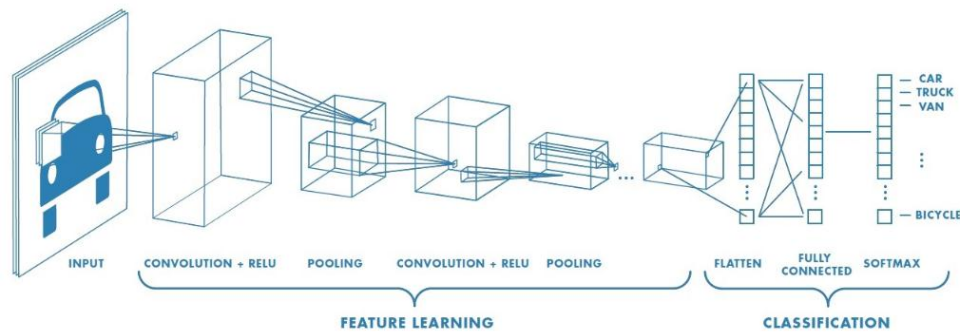 CAR
TRUCK
VAN
BICYCLE
INPUT
CONVOLUTION + RELU
POOLING
CONVOLUTION + RELU
POOLING
FLATTEN
FULLY
CONNECTED
SOFTMAX
FEATURE LEARNING
CLASSIFICATION